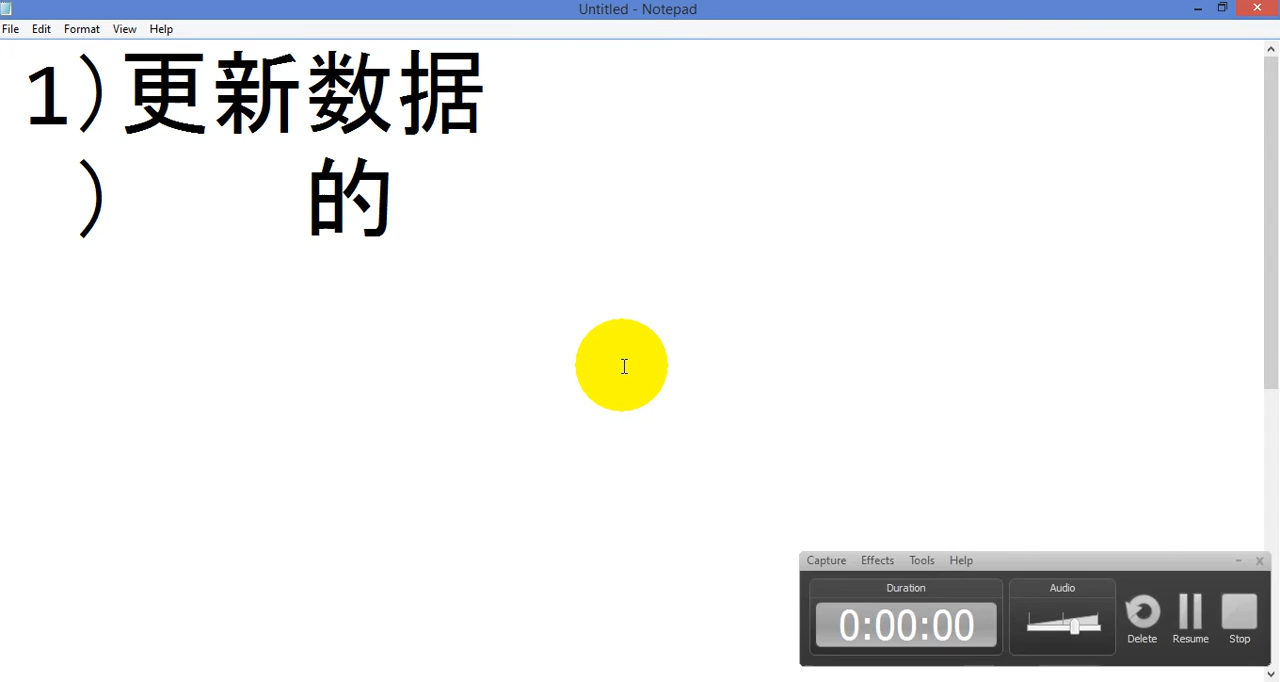 Untitled - Notepad
File Edit Format View Help
1)更新数据
)    的
Capture Effects Tools Help
Duration Audio
0:00:00
Delete Resume Stop